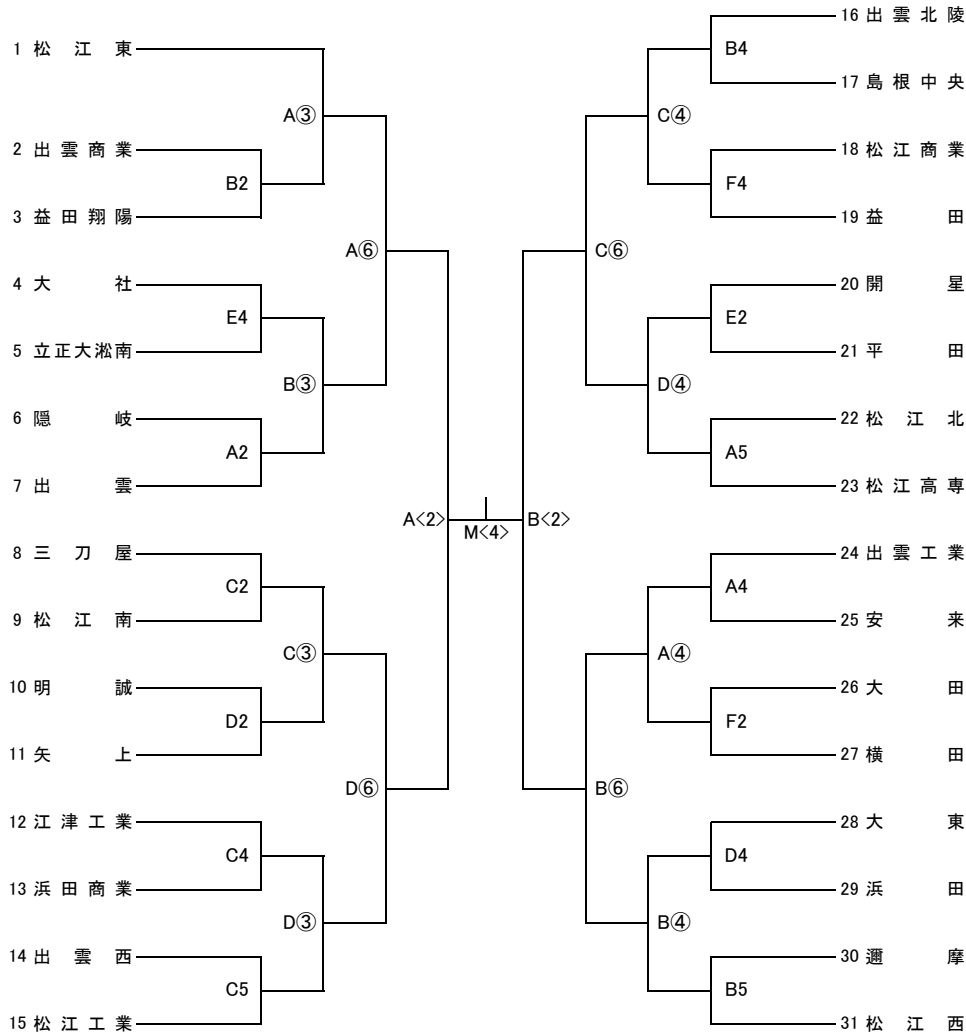 1 松江東
2 出雲商業
3 益田翔陽
4 大社
5 立正大淞南
6 隠岐
7 出雲
8 三刀屋
9 松江南
10 明誠
11 矢上
12 江津工業
13 浜田商業
14 出雲西
15 松江工業
B2
E4
A2
C2
D2
C4
C5
A③
B③
C③
D③
A⑥
D⑥
A<2>
M<4>
B<2>
C⑥
B⑥
C④
D④
A④
B④
B4
F4
E2
A5
A4
F2
D4
B5
16 出雲北陵
17 島根中央
18 松江商業
19 益田
20 開星
21 平田
22 松江北
23 松江高専
24 出雲工業
25 安来
26 大田
27 横田
28 大東
29 浜田
30 邇摩
31 松江西